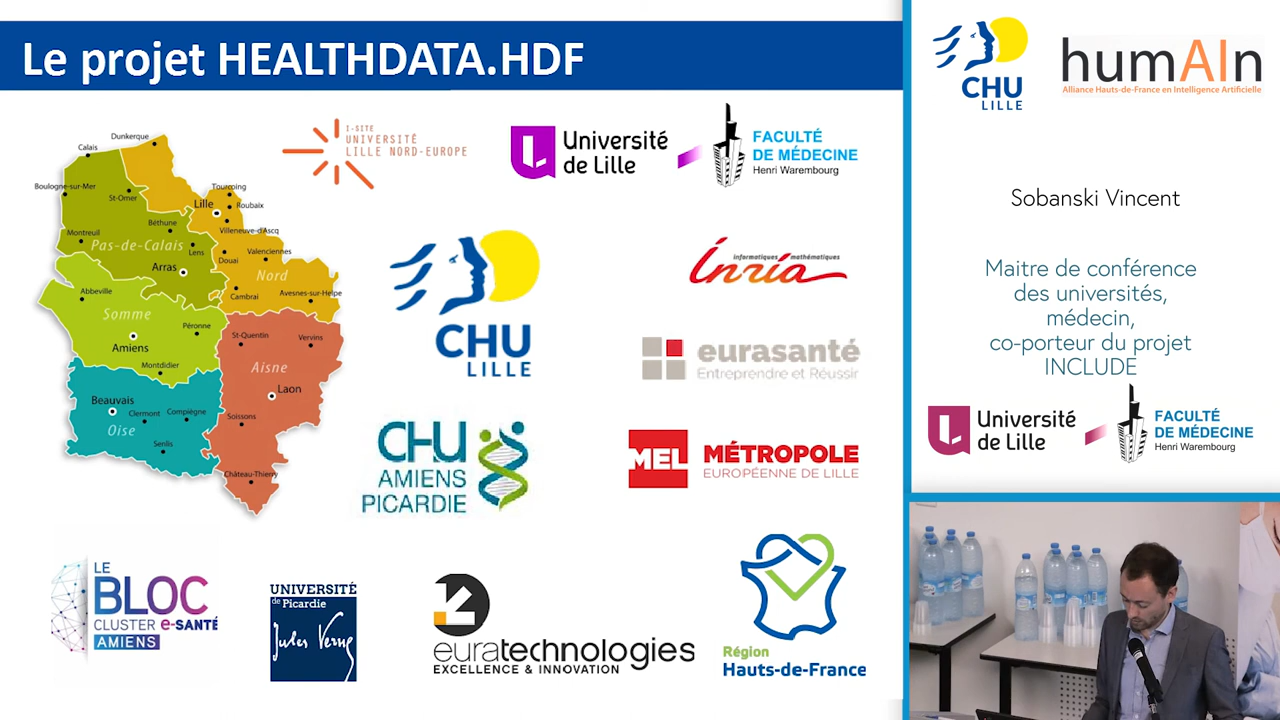 Le projet HEALTHDATA.HDF
Dunkerque
Calais
Boulogne-sur-Mer
St-Omer
Tourcoing
Lille
Roubaix
Villeneuve-d'Ascq
Béthune
Montreuil
Pas-de-Calais
Lens
Douai
Valenciennes
Arras
Nord
Cambrai
Avesnes-sur-Helpe
Abbeville
Somme
Péronne
St-Quentin
Vervins
Amiens
Montdidier
Aisne
Laon
Beauvais
Clermont
Compiègne
Soissons
Oise
Senlis
Château-Thierry
I-SITE
UNIVERSITÉ
LILLE NORD-EUROPE
Université
de Lille
FACULTÉ
DE MÉDECINE
Henri Warembourg
CHU
LILLE
informatiques mathématiques
Inria
eurasanté
Entreprendre et Réussir
CHU
AMIENS
PICARDIE
MEL
MÉTROPOLE
EUROPÉENNE DE LILLE
LE
BLOC
CLUSTER e-SANTÉ
AMIENS
UNIVERSITÉ
de Picardie
Jules Verne
euratechnologies
EXCELLENCE & INNOVATION
Région
Hauts-de-France
CHU
LILLE
humAIn
Alliance Hauts-de-France en Intelligence Artificielle
Sobanski Vincent
Maitre de conférence
des universités,
médecin,
co-porteur du projet
INCLUDE
Université
de Lille
FACULTÉ
DE MÉDECINE
Henri Warembourg